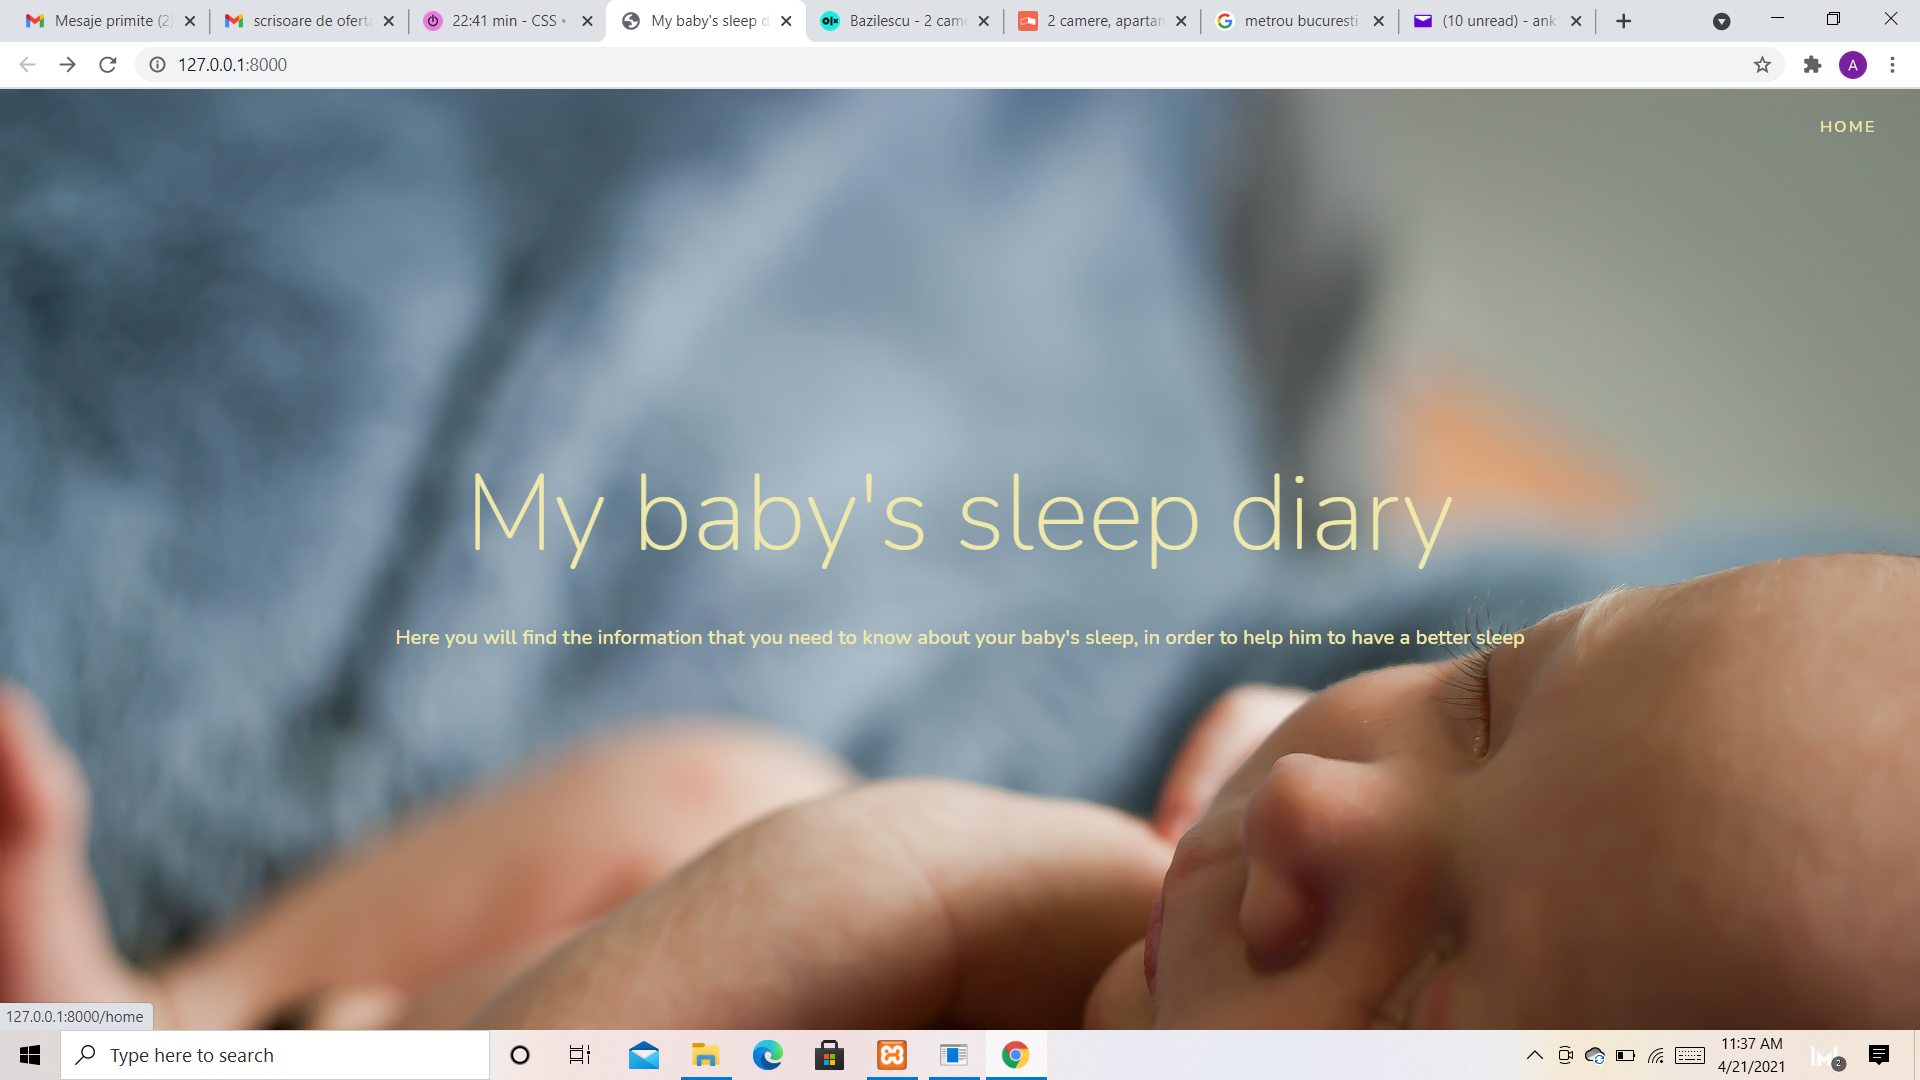 Mesaje primite (2)
scrisoare de oferta
22:41 min - CSS •
My baby's sleep d
Bazilescu - 2 cam
2 camere, apartan
metrou bucuresti
(10 unread) - ank
127.0.0.1:8000
A
HOME
My baby's sleep diary
Here you will find the information that you need to know about your baby's sleep, in order to help him to have a better sleep
127.0.0.1:8000/home
Type here to search
11:37 AM
4/21/2021
2